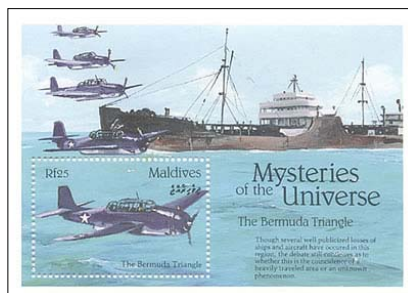 Rf25 Maldives
The Bermuda Triangle
Mysteries
of the Universe
The Bermuda Triangle
Though several well publicized losses of
ships and aircraft have occured in this
region, the debate still continues as to
whether this is the coincidence of a
heavily traveled area or an unknown
phenomenon.